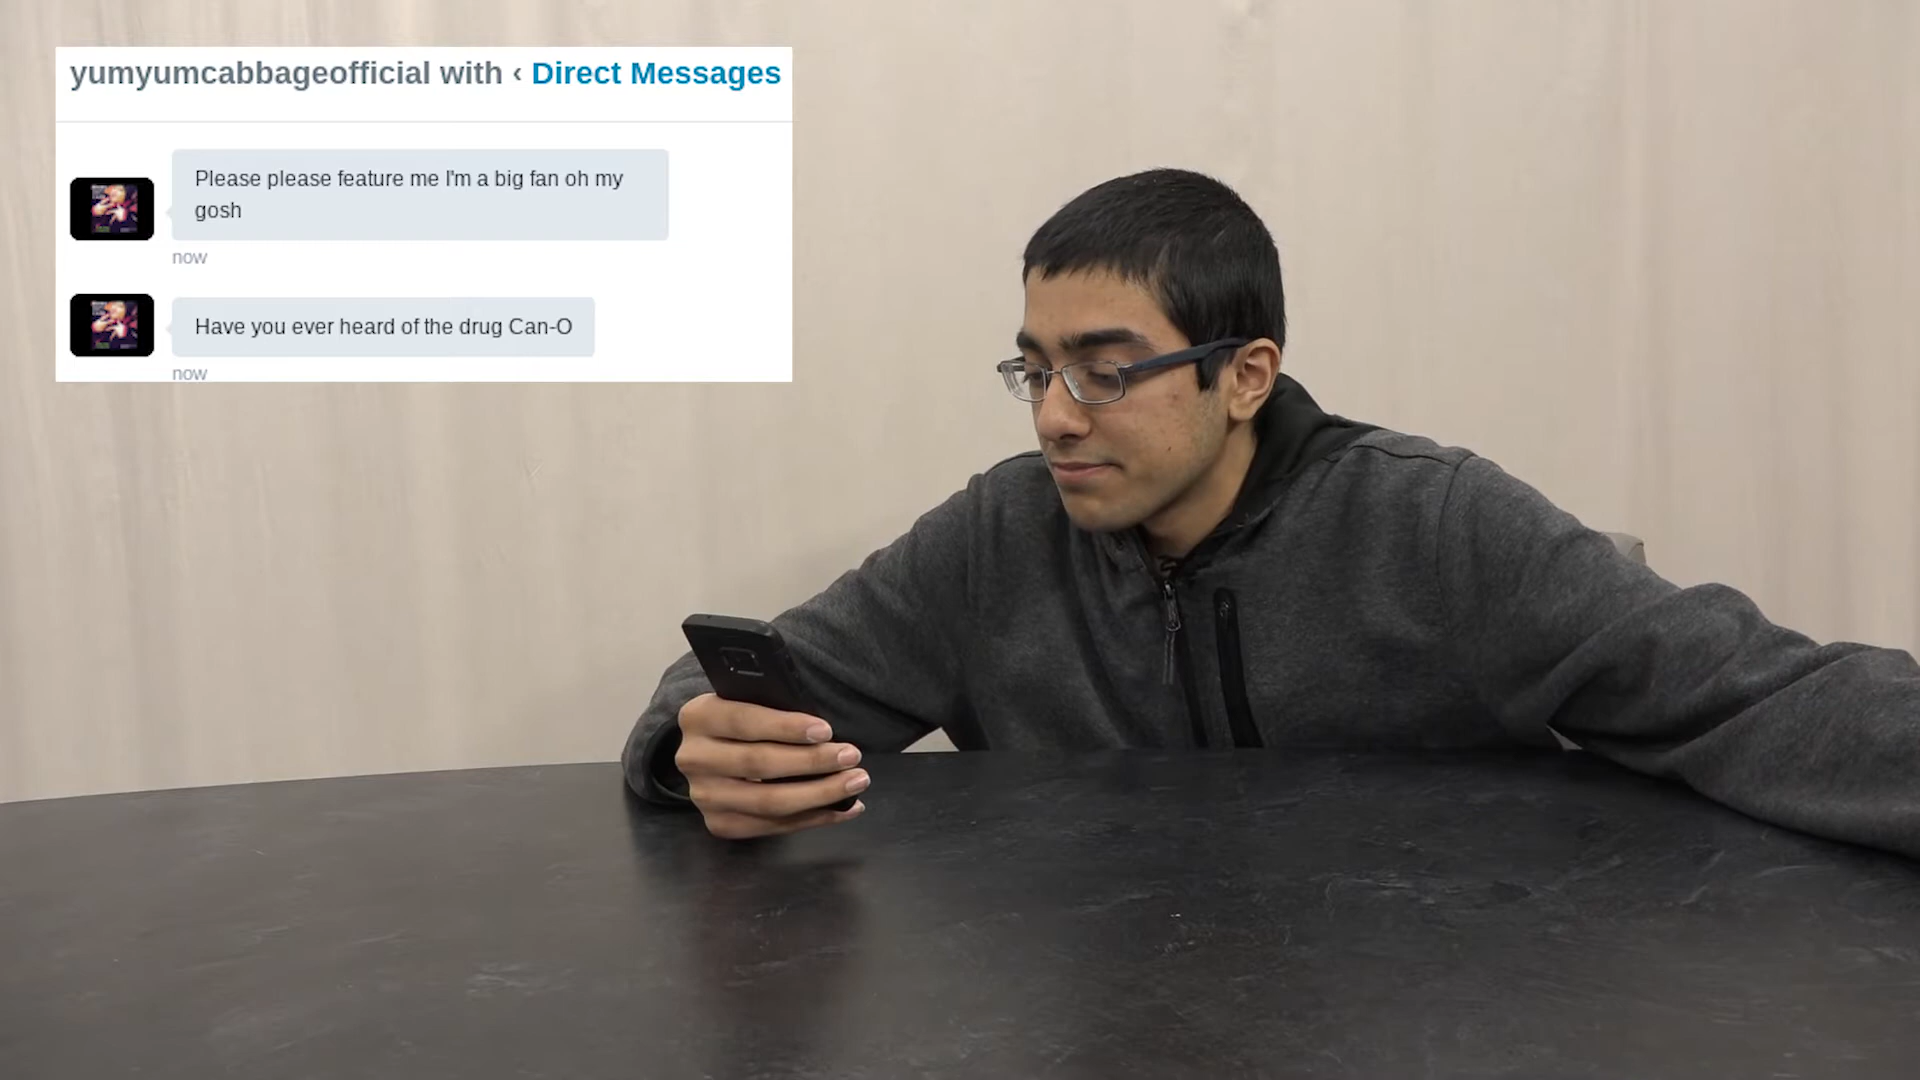 yumyumcabbageofficial with ‹ Direct Messages
Please please feature me I'm a big fan oh my
gosh
now
Have you ever heard of the drug Can-O
now